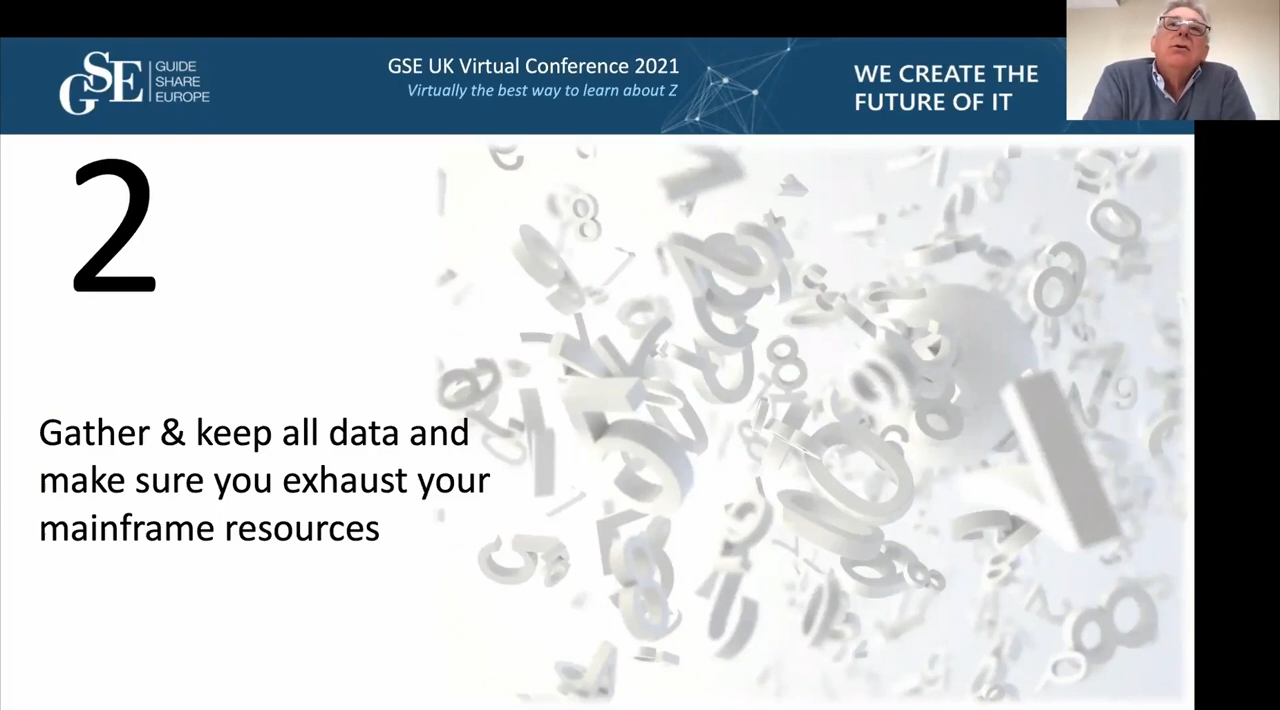 GSE
GUIDE
SHARE
EUROPE
GSE UK Virtual Conference 2021
Virtually the best way to learn about Z
WE CREATE THE
FUTURE OF IT
2
Gather & keep all data and
make sure you exhaust your
mainframe resources